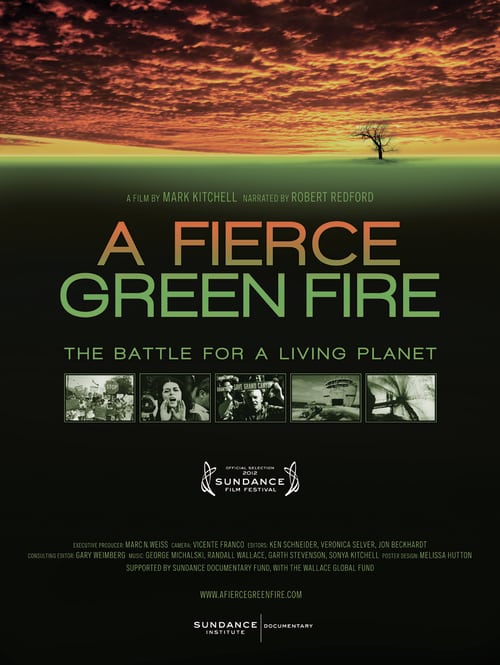 A FILM BY MARK KITCHELL NARRATED BY ROBERT REDFORD
A FIERCE
GREEN FIRE
THE BATTLE FOR A LIVING PLANET
SAVE GRAND CANYON
OFFICIAL SELECTION
2012
SUNDANCE
FILM FESTIVAL
EXECUTIVE PRODUCER: MARC N.WEISS CAMERA: VICENTE FRANCO EDITORS: KEN SCHNEIDER, VERONICA SELVER, JON BECKHARDT
CONSULTING EDITOR: GARY WEIMBERG MUSIC: GEORGE MICHALSKI, RANDALL WALLACE, GARTH STEVENSON, SONYA KITCHELL POSTER DESIGN: MELISSA HUTTON
SUPPORTED BY SUNDANCE DOCUMENTARY FUND, WITH THE WALLACE GLOBAL FUND
WWW.AFIERCEGREENFIRE.COM
SUNDANCE
INSTITUTE DOCUMENTARY